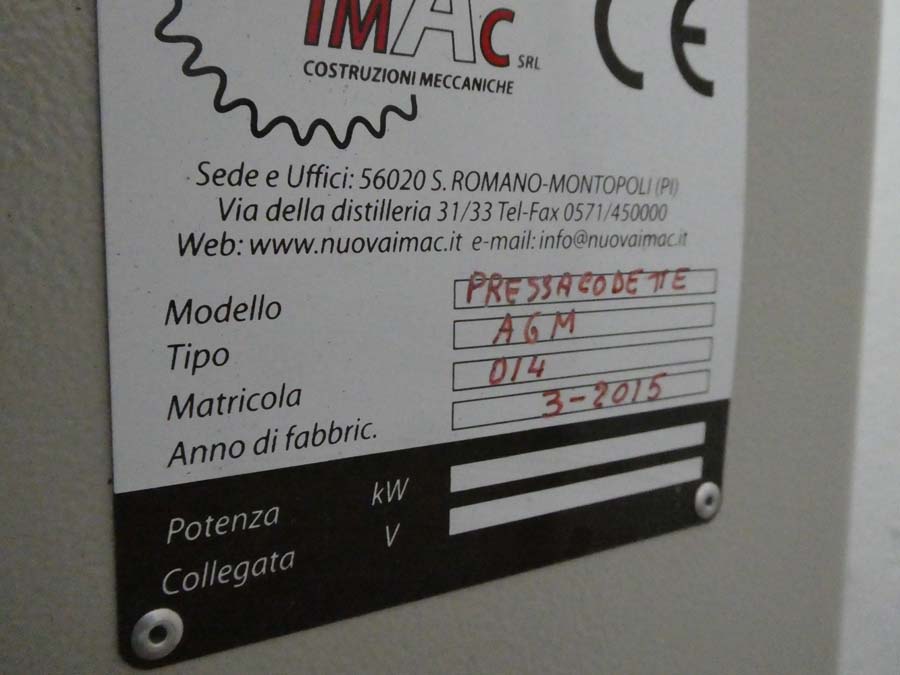 IMAC SRL
COSTRUZIONI MECCANICHE
CE
Sede e Uffici: 56020 S. ROMANO-MONTOPOLI (PI)
Via della distilleria 31/33 Tel-Fax 0571/450000
Web: www.nuovaimac.it e-mail: info@nuovaimac.it
Modello PRESSACODETTE
Tipo AGM
Matricola 014
Anno di fabbric. 3-2015
Potenza kW
Collegata V